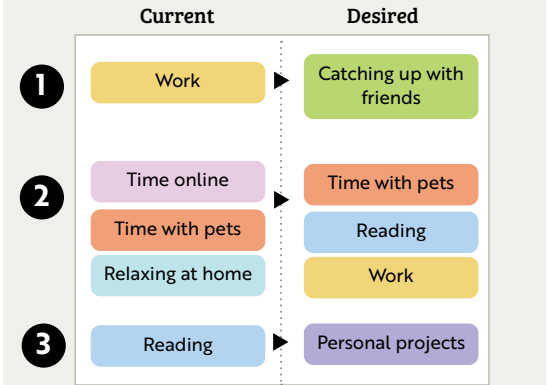 Current Desired
1
Work
Catching up with
friends
2
Time online
Time with pets
Relaxing at home
Time with pets
Reading
Work
3
Reading
Personal projects